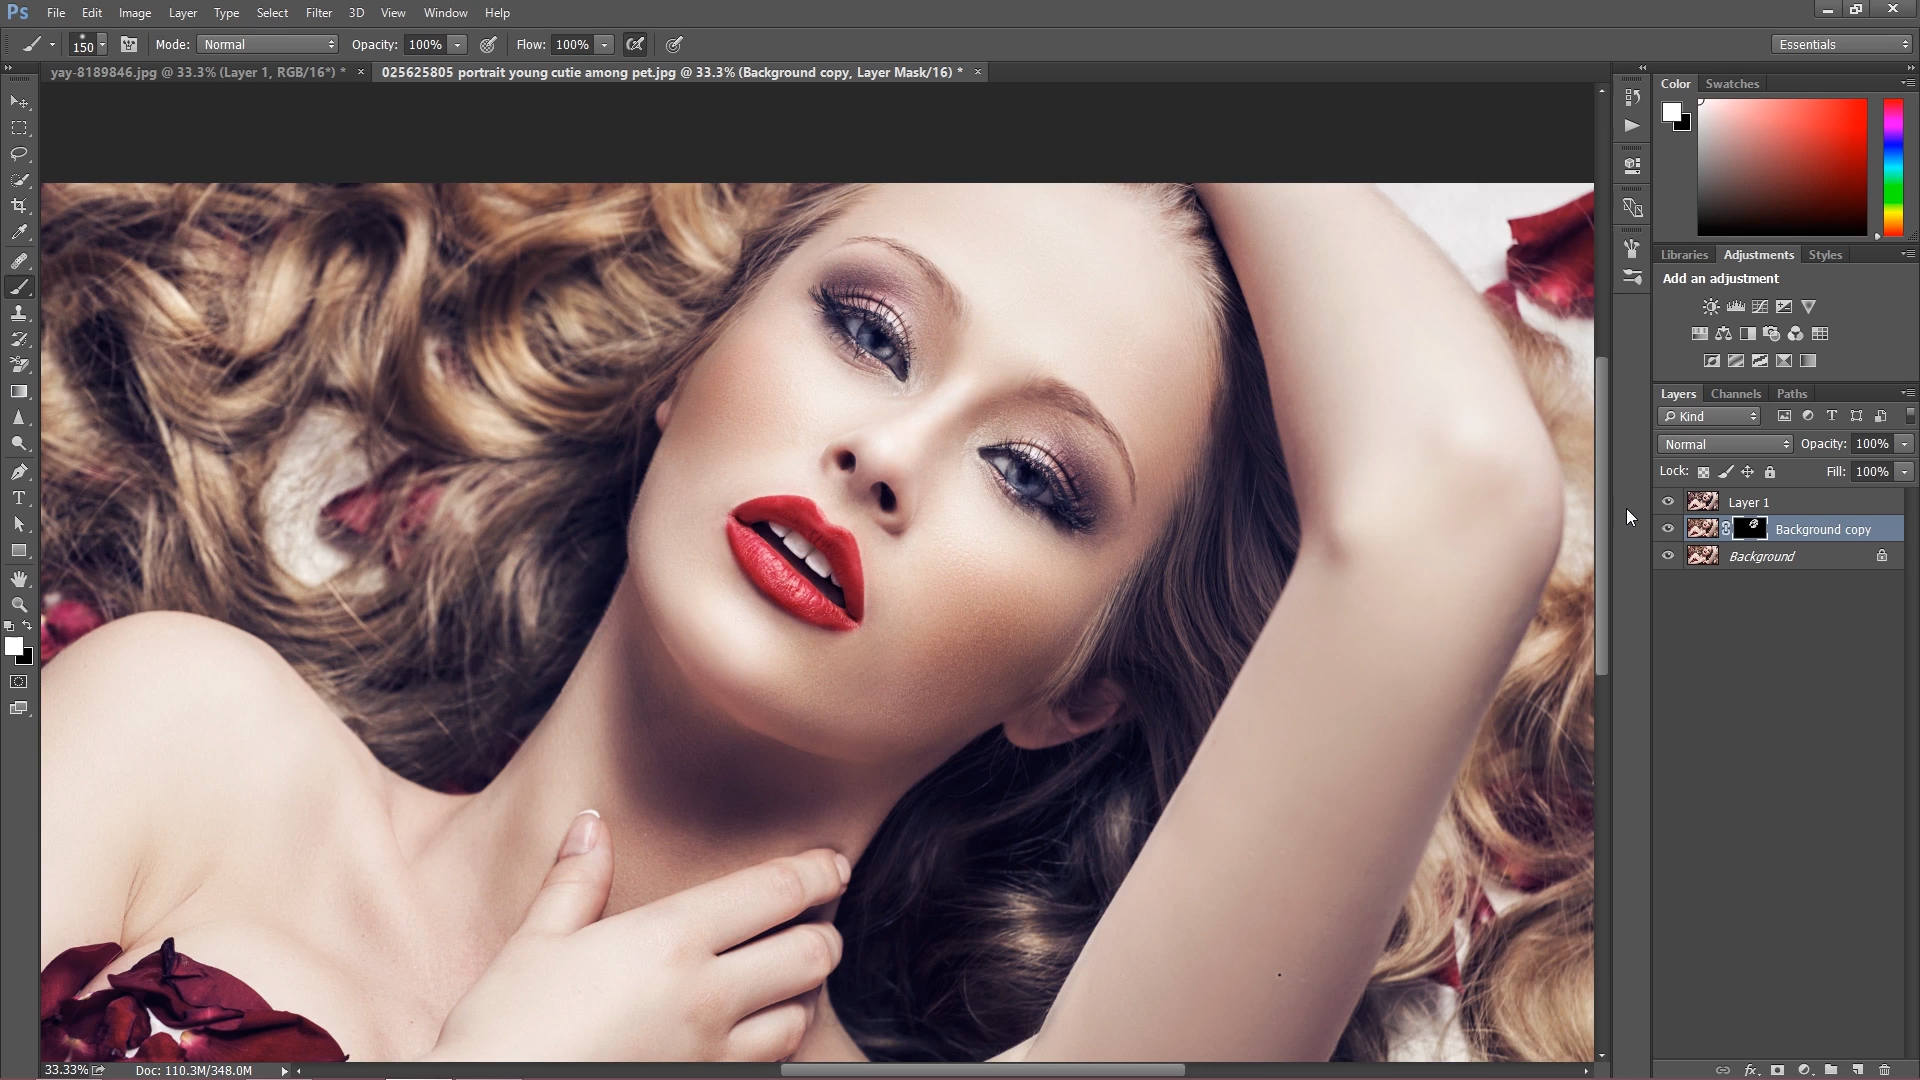 Ps File Edit Image Layer Type Select Filter 3D View Window Help
150 Mode: Normal Opacity: 100% Flow: 100% Essentials
yay-8189846.jpg @ 33.3% (Layer 1, RGB/16*) * × 025625805 portrait young cutie among pet.jpg @ 33.3% (Background copy, Layer Mask/16) * ×
Color Swatches
Libraries Adjustments Styles
Add an adjustment
Layers Channels Paths
Kind
Normal Opacity: 100%
Lock: Fill: 100%
Layer 1
Background copy
Background
33.33% Doc: 110.3M/348.0M